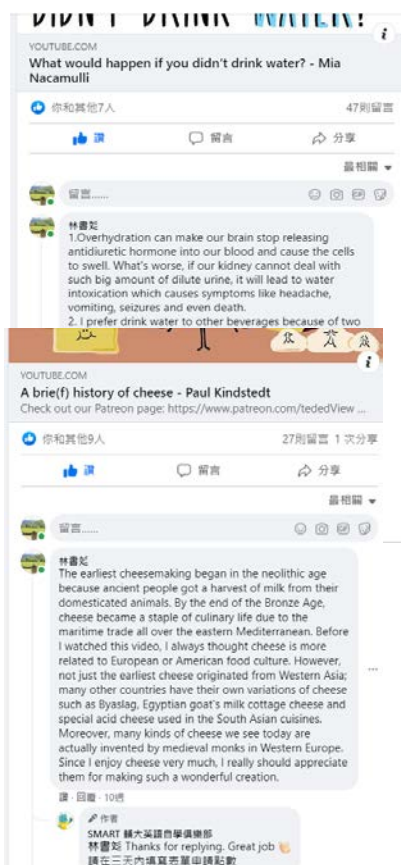 DIDN'T DRINK WATER!
YOUTUBE.COM
What would happen if you didn't drink water? - Mia
Nacamulli
你和其他7人
47則留言
讚
留言
分享
最相關
留言......
林書彣
1.Overhydration can make our brain stop releasing
antidiuretic hormone into our blood and cause the cells
to swell. What's worse, if our kidney cannot deal with
such big amount of dilute urine, it will lead to water
intoxication which causes symptoms like headache,
vomiting, seizures and even death.
2. I prefer drink water to other beverages because of two
YOUTUBE.COM
A brie(f) history of cheese - Paul Kindstedt
Check out our Patreon page: https://www.patreon.com/tededView ...
你和其他9人
27則留言 1 次分享
讚
留言
分享
最相關
留言......
林書彣
The earliest cheesemaking began in the neolithic age
because ancient people got a harvest of milk from their
domesticated animals. By the end of the Bronze Age,
cheese became a staple of culinary life due to the
maritime trade all over the eastern Mediterranean. Before
I watched this video, I always thought cheese is more
related to European or American food culture. However,
not just the earliest cheese originated from Western Asia;
many other countries have their own variations of cheese
such as Byaslag, Egyptian goat's milk cottage cheese and
special acid cheese used in the South Asian cuisines.
Moreover, many kinds of cheese we see today are
actually invented by medieval monks in Western Europe.
Since I enjoy cheese very much, I really should appreciate
them for making such a wonderful creation.
讚 · 回覆 · 10週
作者
SMART 輔大英語自學俱樂部
林書彣 Thanks for replying. Great job
請在三天內填寫表單申請點數